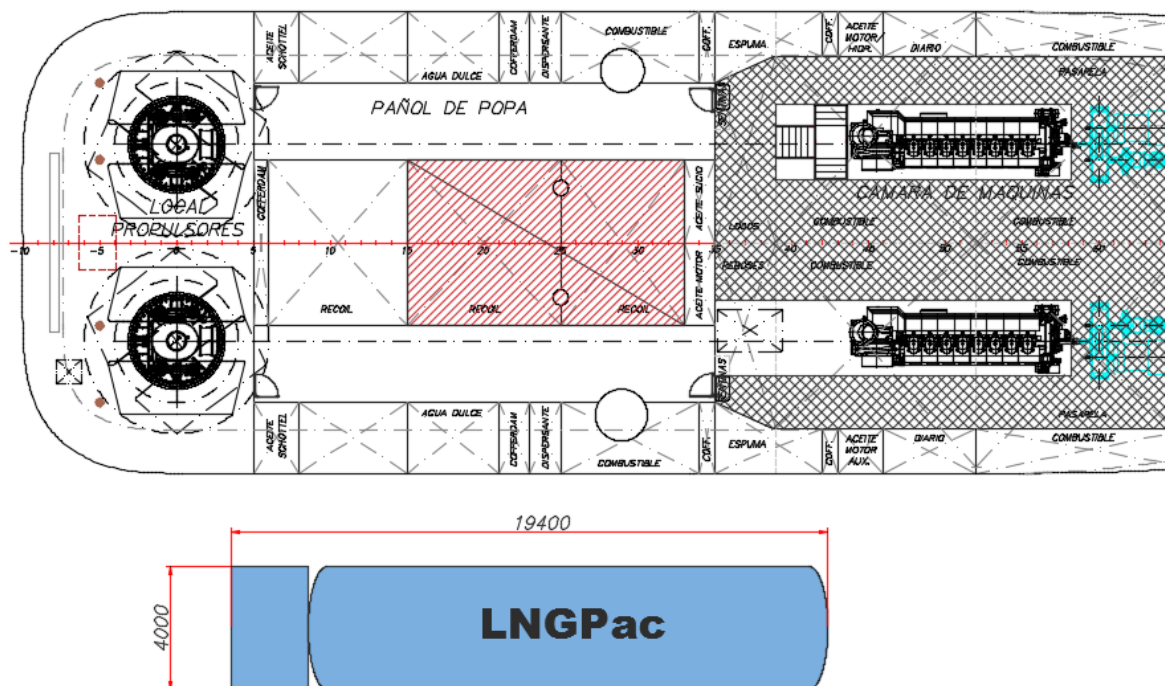 ACEITE SCHÖTTEL
AGUA DULCE
COFFERDAM
DISPERSANTE
COMBUSTIBLE
COFF.
ESPUMA
COFF.
ACEITE MOTOR/ HIDR.
DIARIO
COMBUSTIBLE
PASARELA
PAÑOL DE POPA
SENTINAS
CAMARA DE MAQUINAS
LOCAL PROPULSORES
COFFERDAM
ACEITE SUCIO
LODOS
COMBUSTIBLE
COMBUSTIBLE
-10 -5 0 5 10 15 20 25 30 35 40 45 50 55 60
REBOSES
COMBUSTIBLE
COMBUSTIBLE
RECOIL
RECOIL
RECOIL
ACEITE MOTOR
SENTINAS
PASARELA
ACEITE SCHÖTTEL
AGUA DULCE
COFFERDAM
DISPERSANTE
COMBUSTIBLE
COFF.
ESPUMA
COFF
ACEITE MOTOR AUX.
DIARIO
COMBUSTIBLE
19400
4000
LNGPac